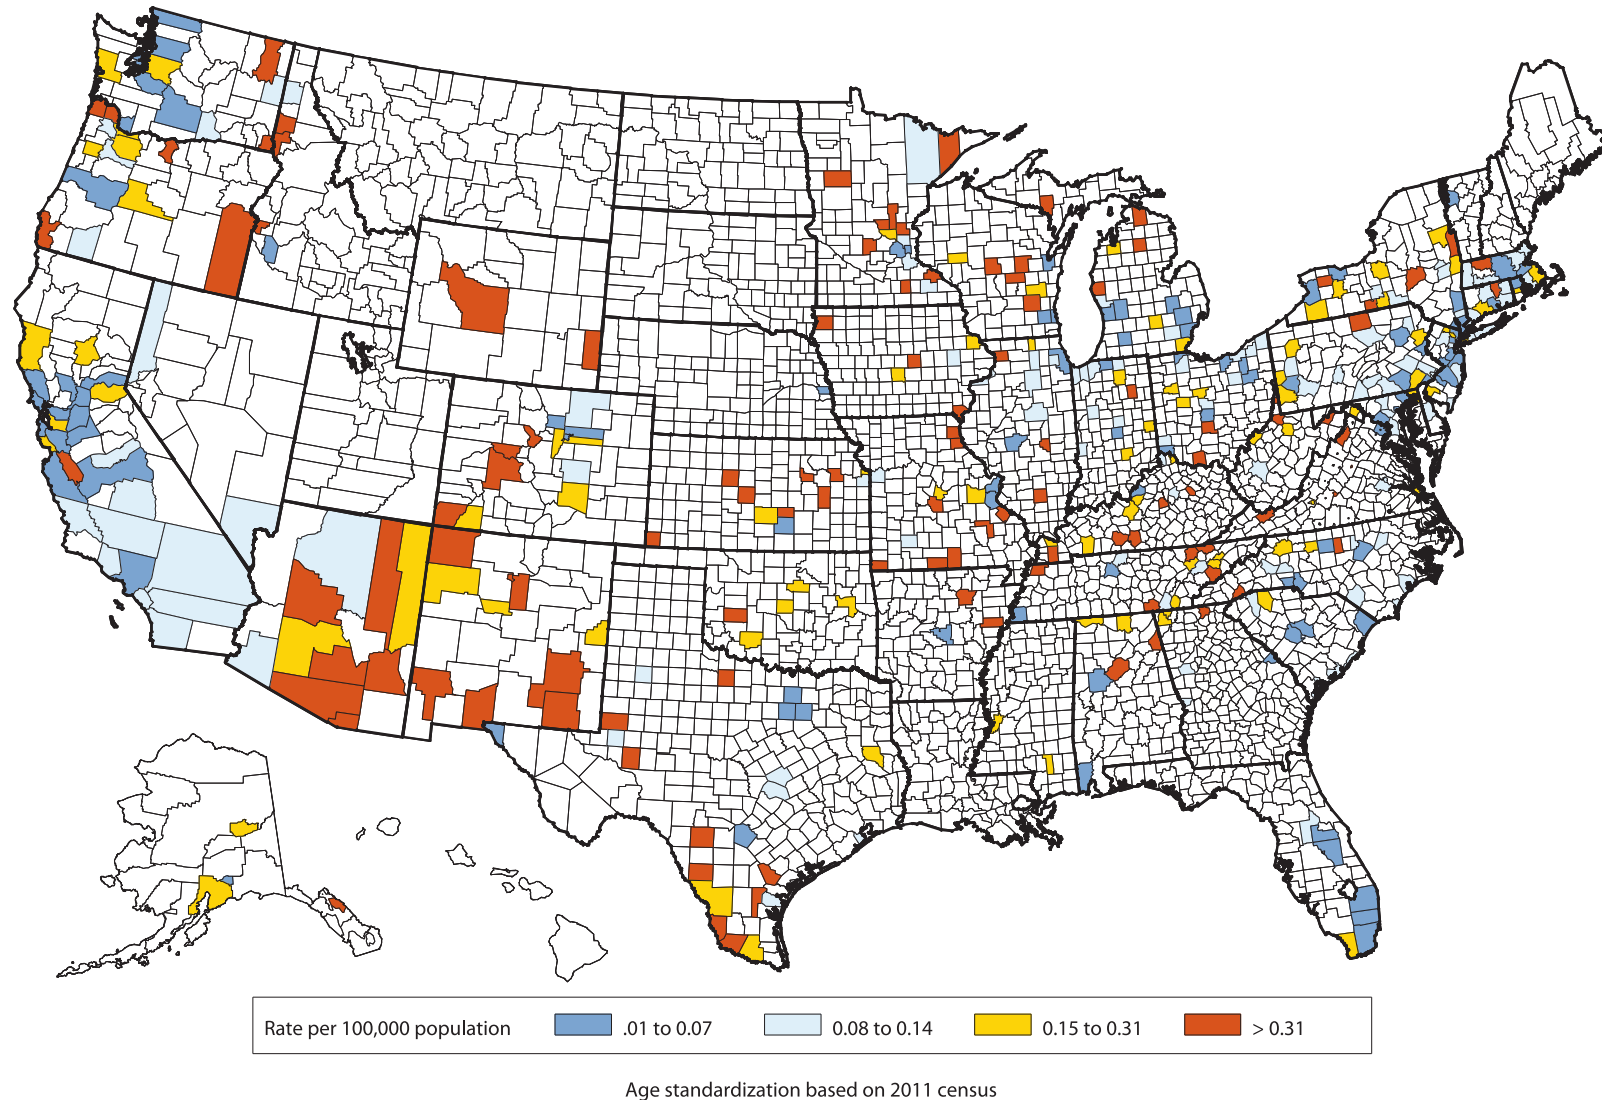 Rate per 100,000 population .01 to 0.07 0.08 to 0.14 0.15 to 0.31 > 0.31
Age standardization based on 2011 census